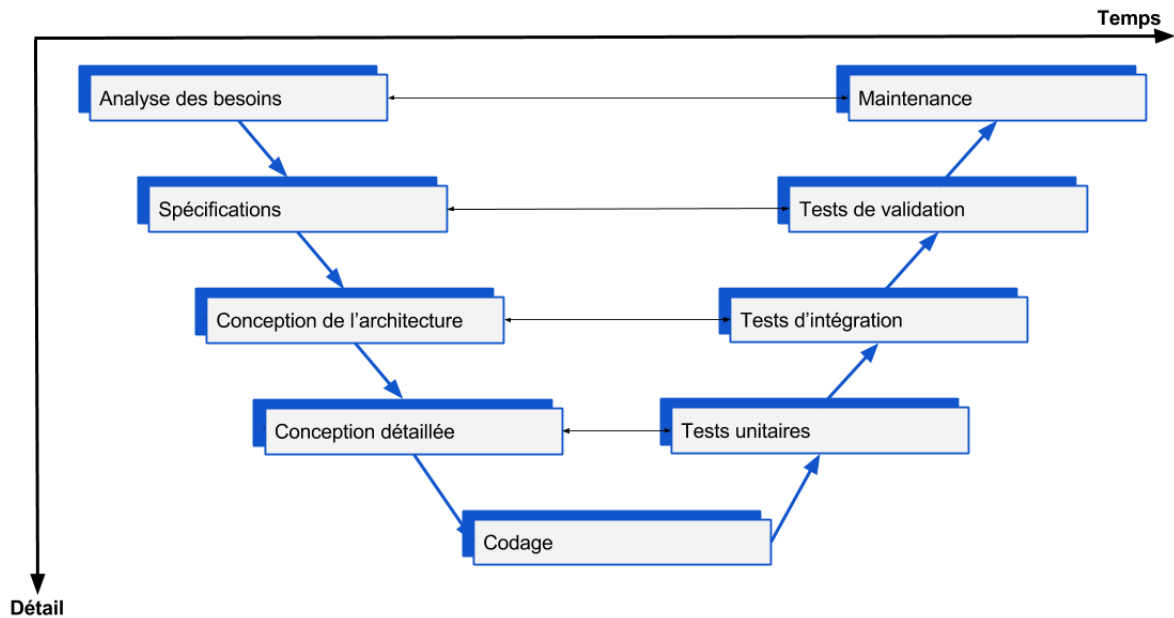 Temps
Analyse des besoins
Maintenance
Spécifications
Tests de validation
Conception de l'architecture
Tests d'intégration
Conception détaillée
Tests unitaires
Codage
Détail